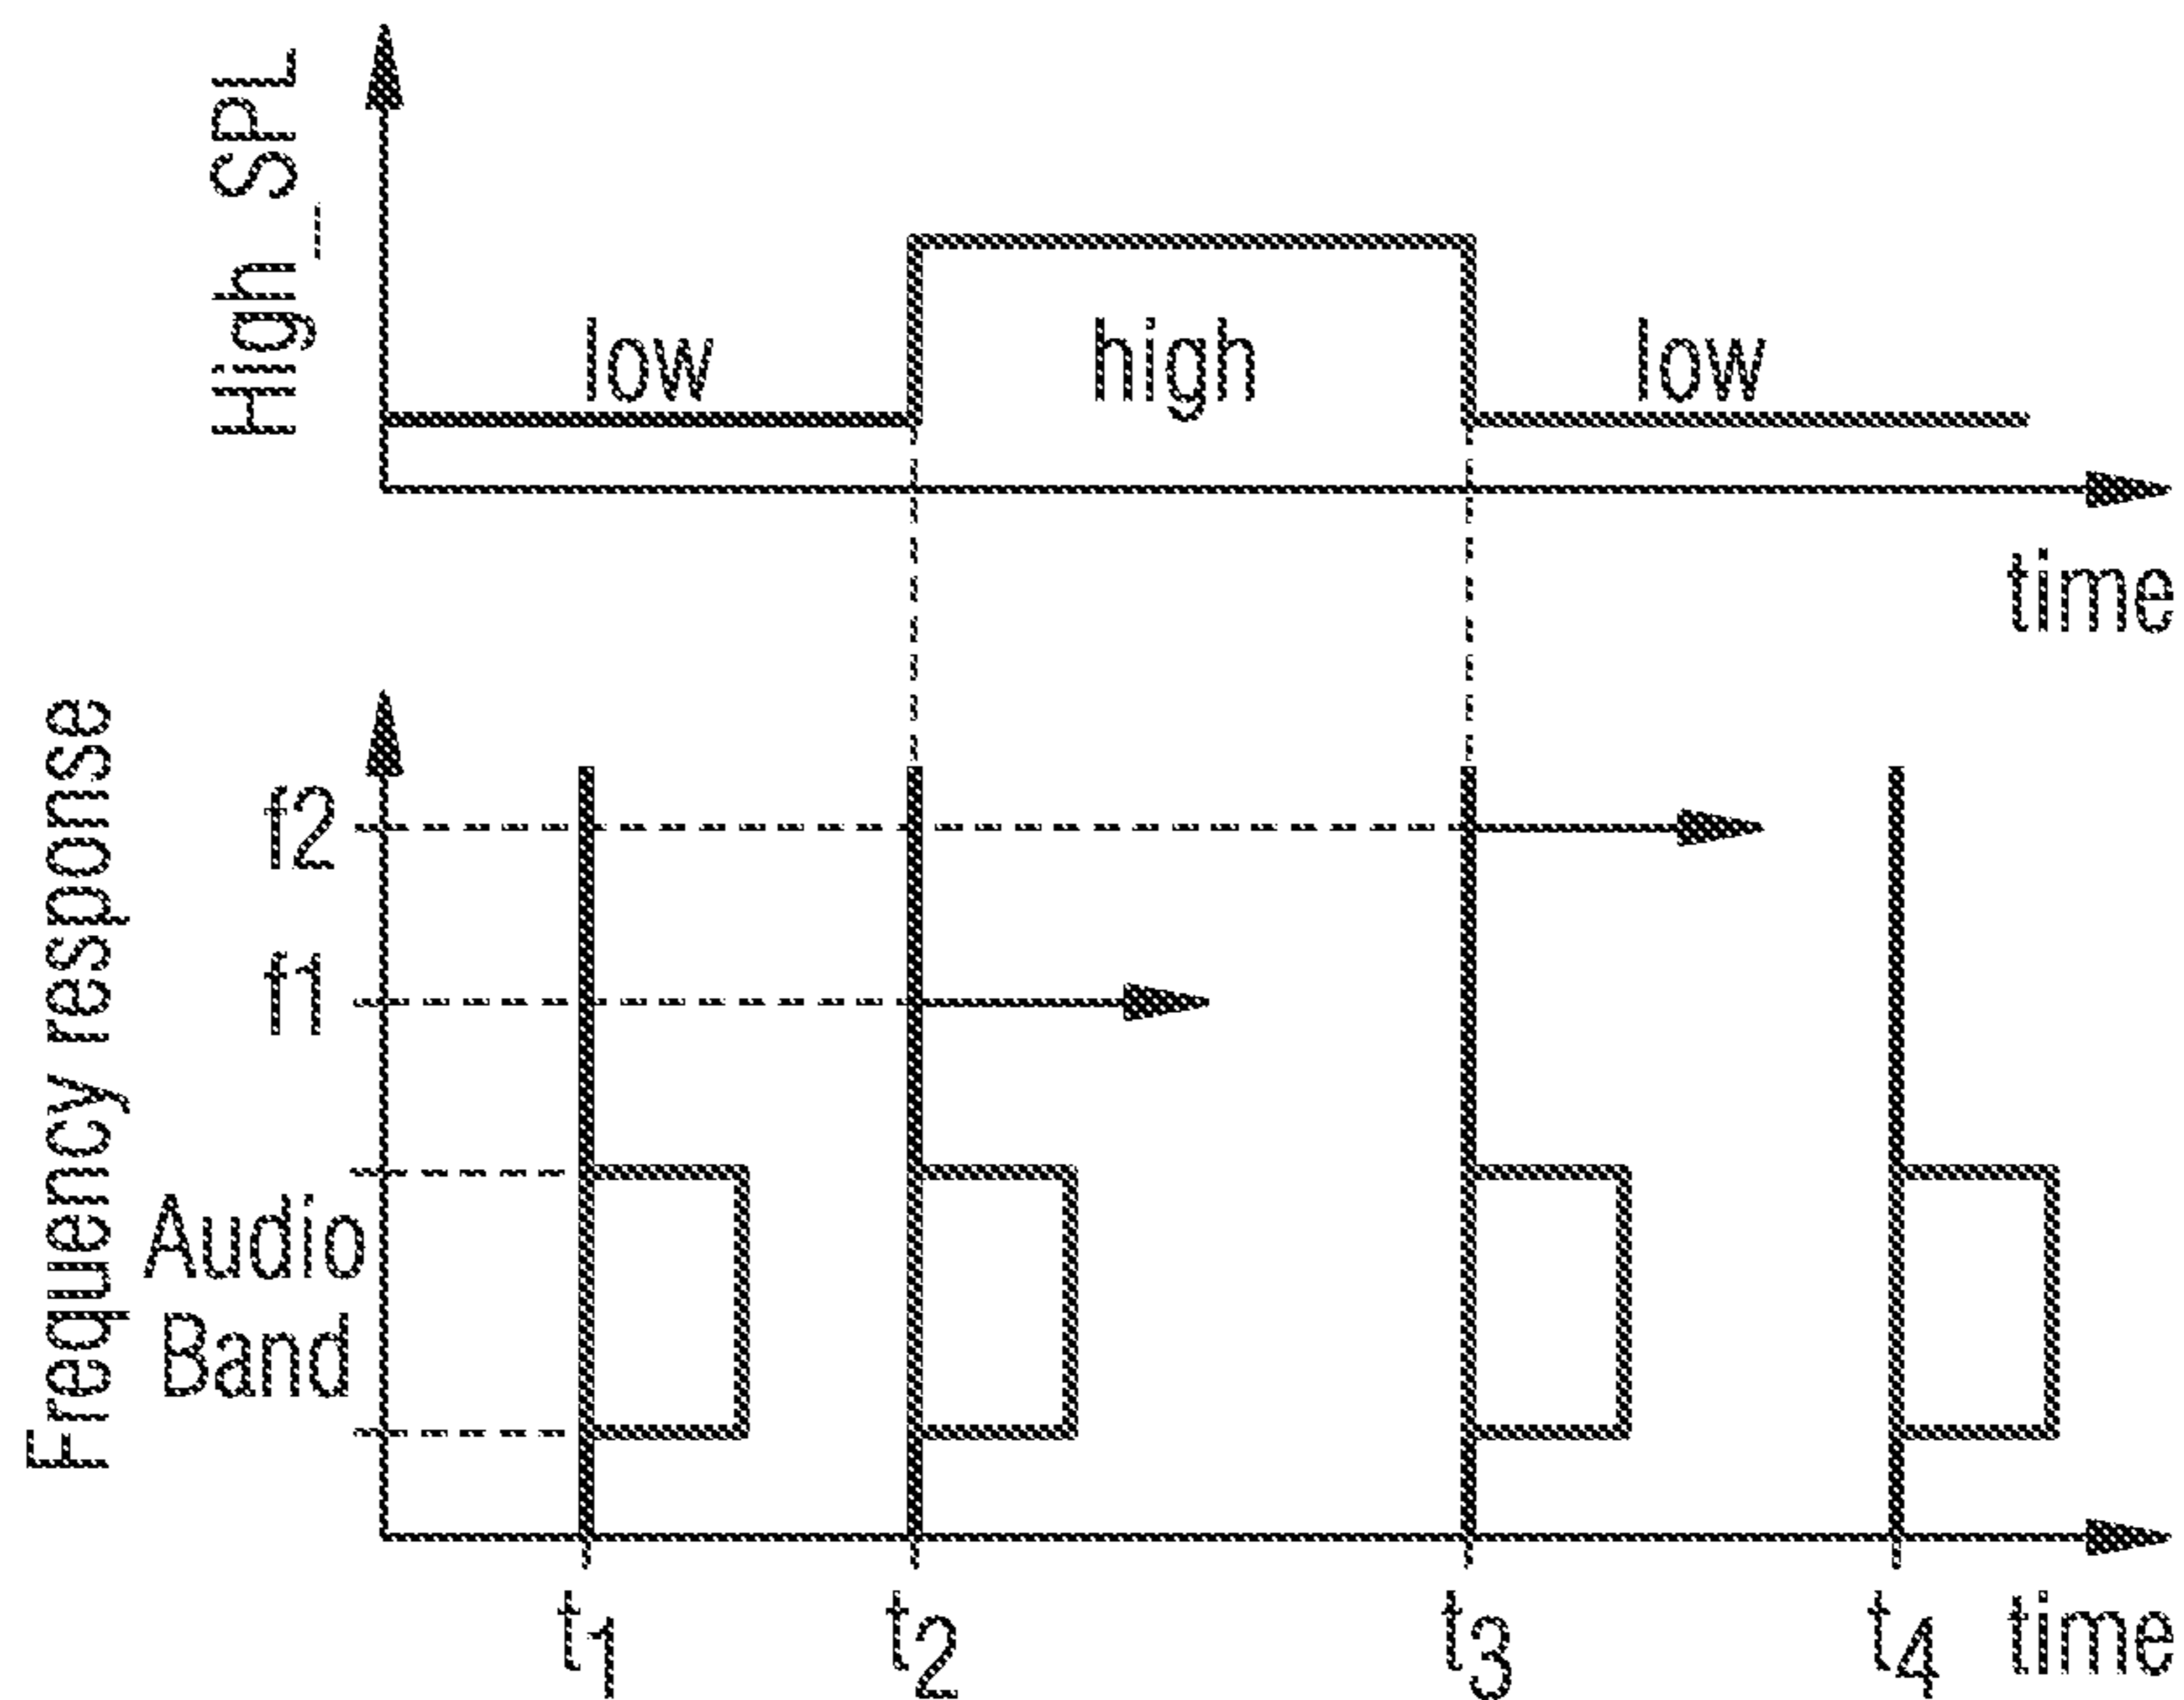 High_SPL
low
high
low
time
Frequency response
f2
f1
Audio
Band
t1
t2
t3
t4
time